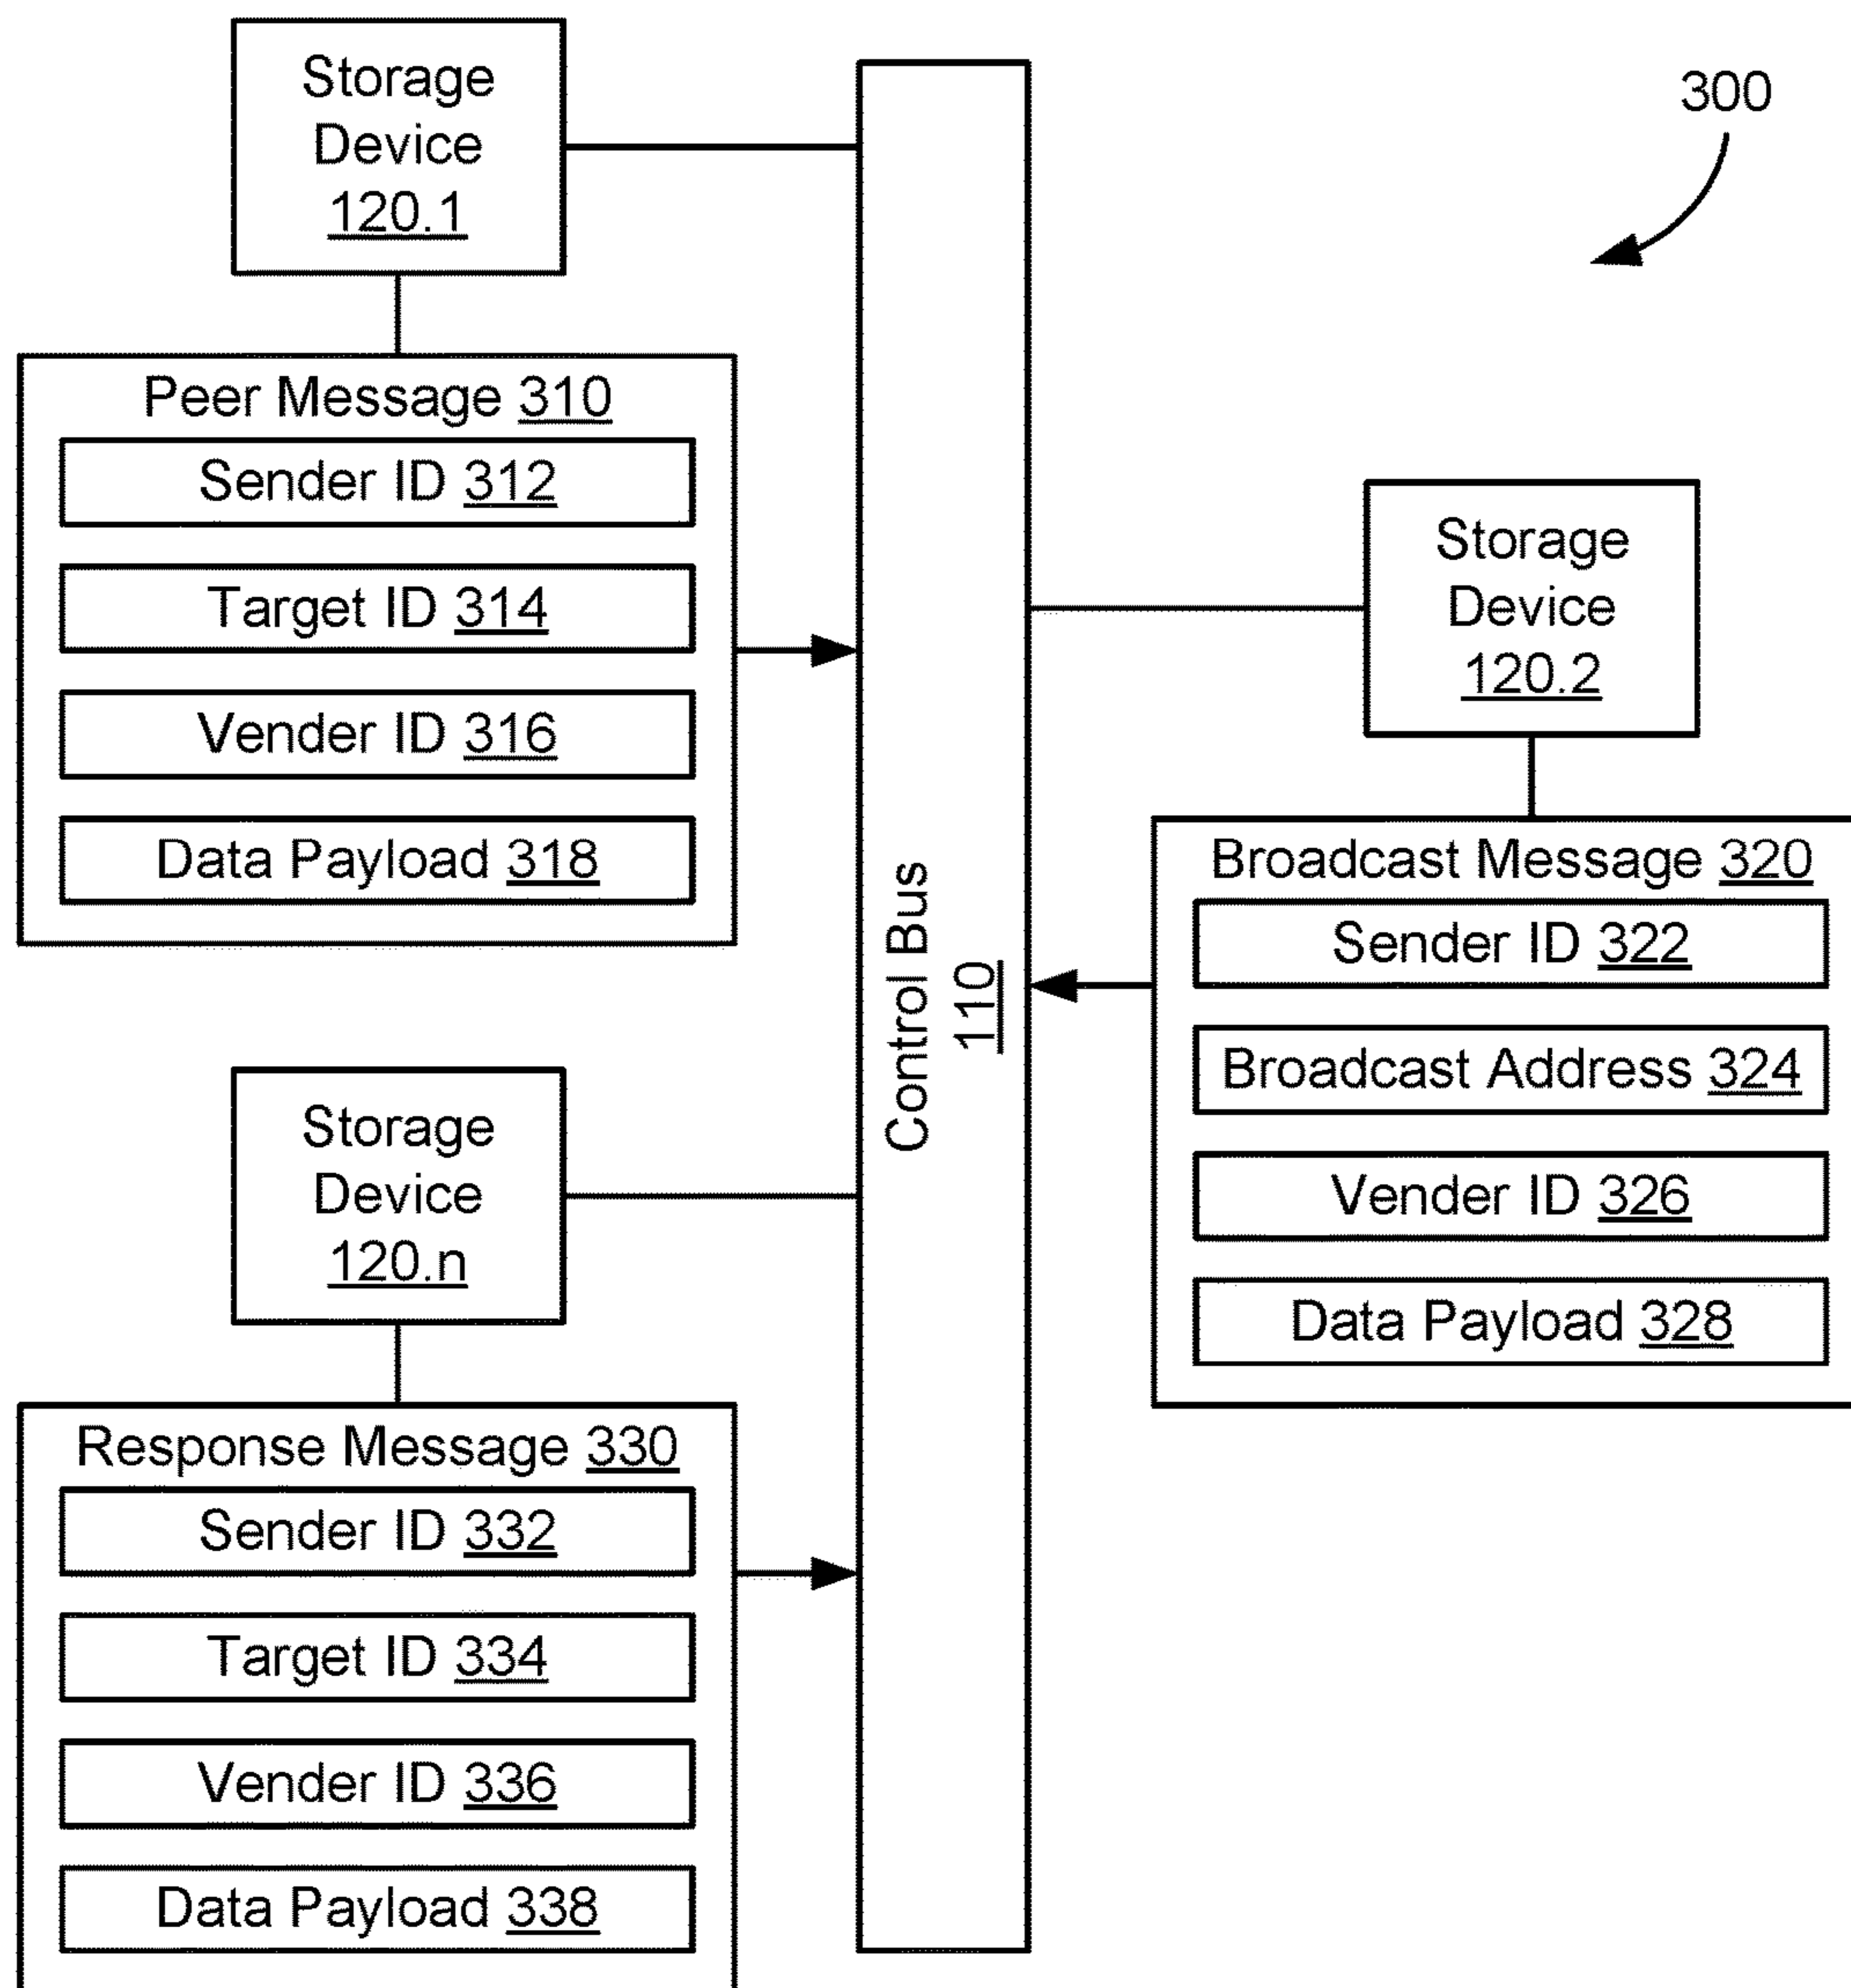 Storage
Device
120.1
300
Peer Message 310
Sender ID 312
Target ID 314
Vender ID 316
Data Payload 318
Control Bus
110
Storage
Device
120.2
Broadcast Message 320
Sender ID 322
Broadcast Address 324
Vender ID 326
Data Payload 328
Storage
Device
120.n
Response Message 330
Sender ID 332
Target ID 334
Vender ID 336
Data Payload 338